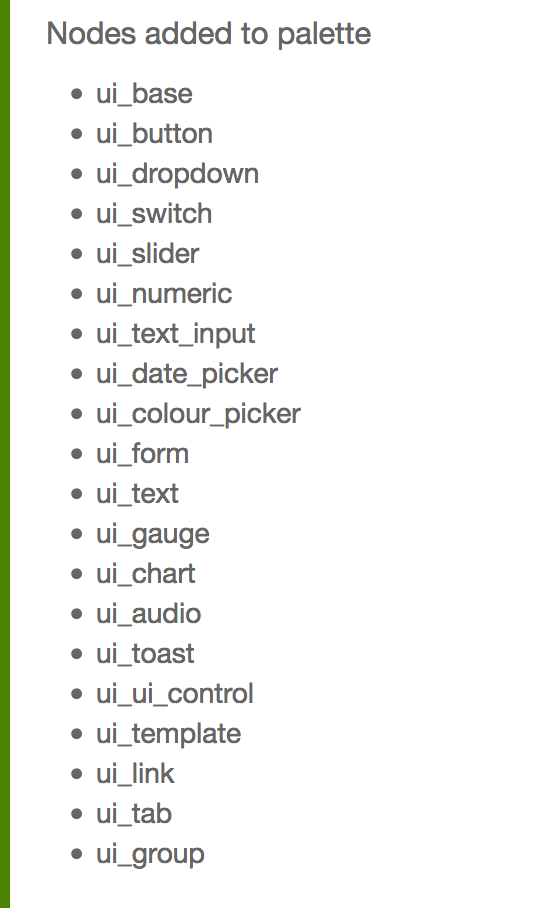 Nodes added to palette
ui_base
ui_button
ui_dropdown
ui_switch
ui_slider
ui_numeric
ui_text_input
ui_date_picker
ui_colour_picker
ui_form
ui_text
ui_gauge
ui_chart
ui_audio
ui_toast
ui_ui_control
ui_template
ui_link
ui_tab
ui_group